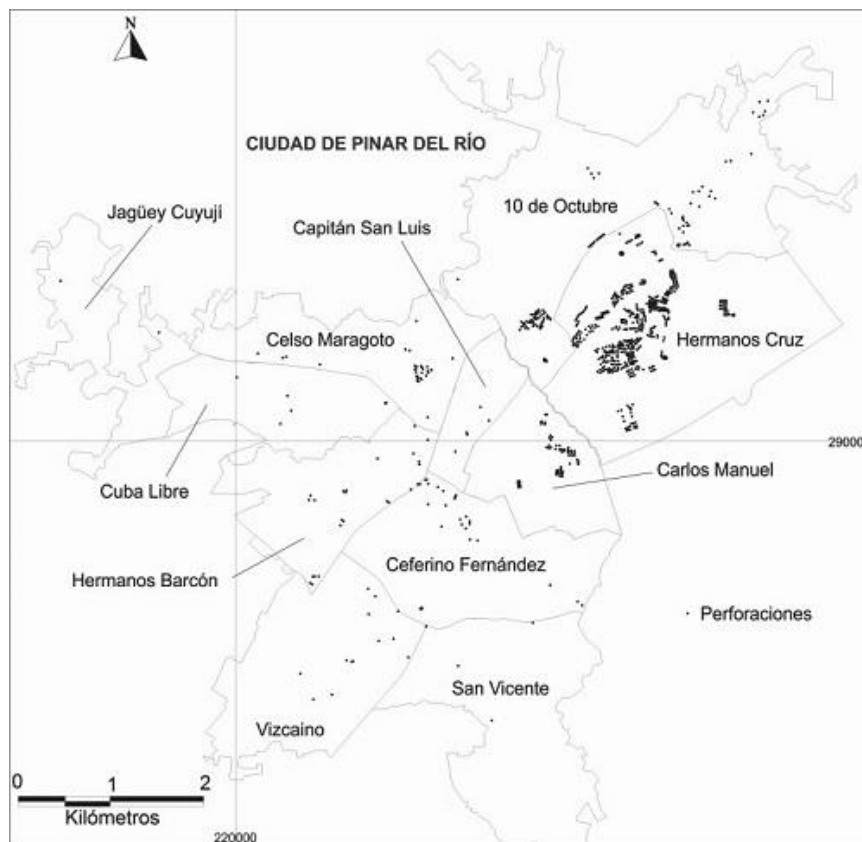 N
CIUDAD DE PINAR DEL RÍO
10 de Octubre
Jagüey Cuyují
Capitán San Luis
Celso Maragoto
Hermanos Cruz
29000
Carlos Manuel
Cuba Libre
Ceferino Fernández
Hermanos Barcón
Perforaciones
San Vicente
Vizcaino
0 1 2
Kilómetros
220000